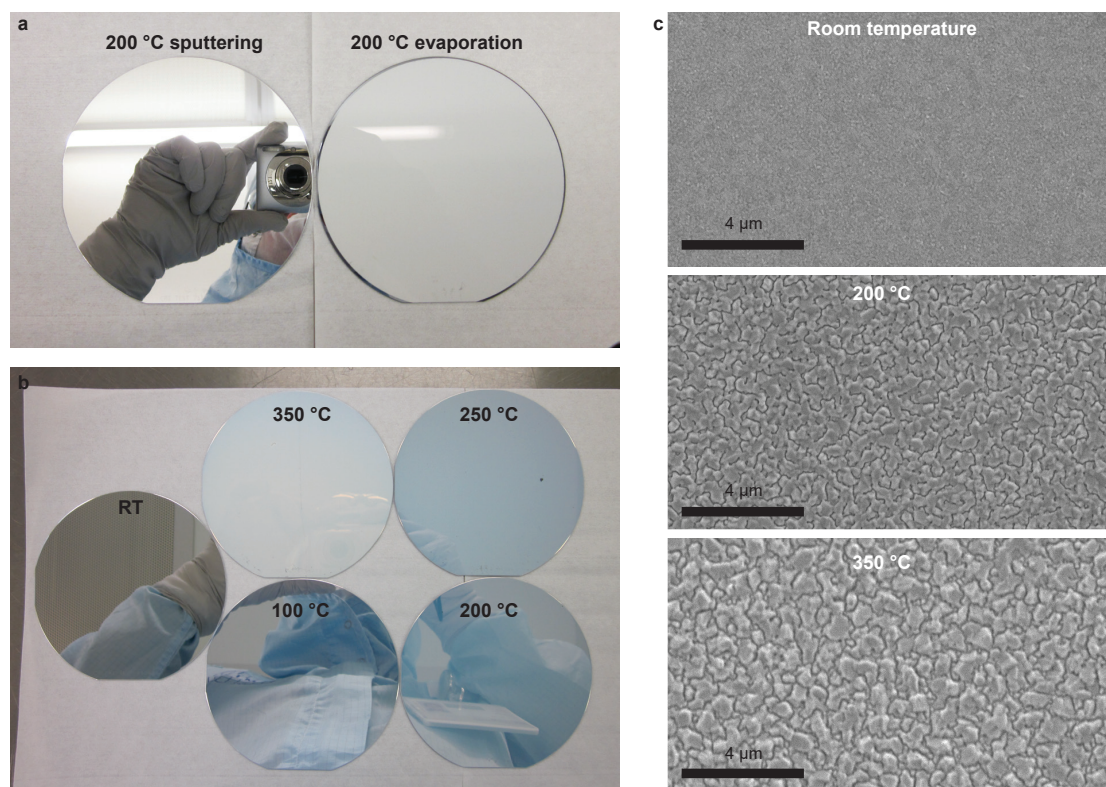 a
200 °C sputtering
200 °C evaporation
b
350 °C
250 °C
RT
100 °C
200 °C
c
Room temperature
4 μm
200 °C
4 μm
350 °C
4 μm